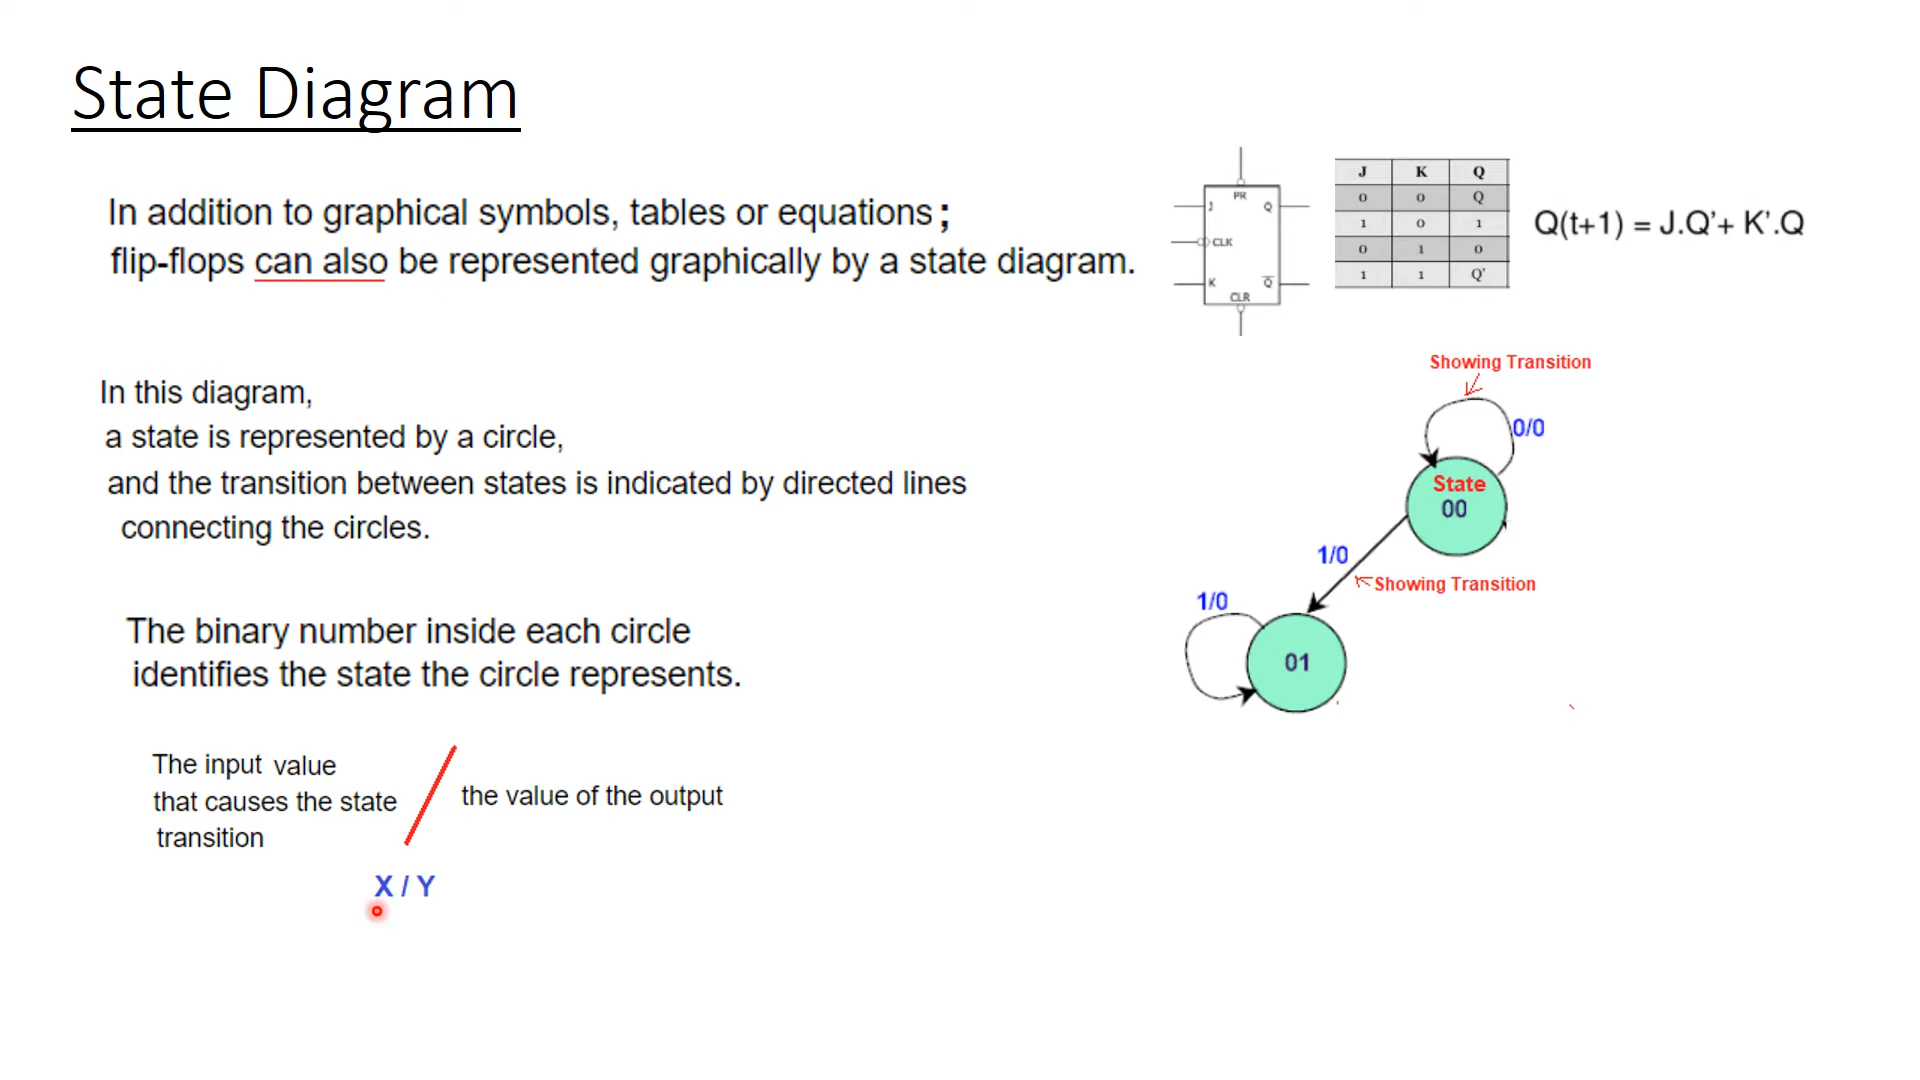 State Diagram
In addition to graphical symbols, tables or equations;
flip-flops can also be represented graphically by a state diagram.
PR
J Q
CLK
K Q̅
CLR
J K Q
0 0 Q
1 0 1
0 1 0
1 1 Q'
Q(t+1) = J.Q'+ K'.Q
In this diagram,
a state is represented by a circle,
and the transition between states is indicated by directed lines
connecting the circles.
The binary number inside each circle
identifies the state the circle represents.
The input value
that causes the state
transition
the value of the output
X / Y
Showing Transition
0/0
State
00
1/0
Showing Transition
1/0
01